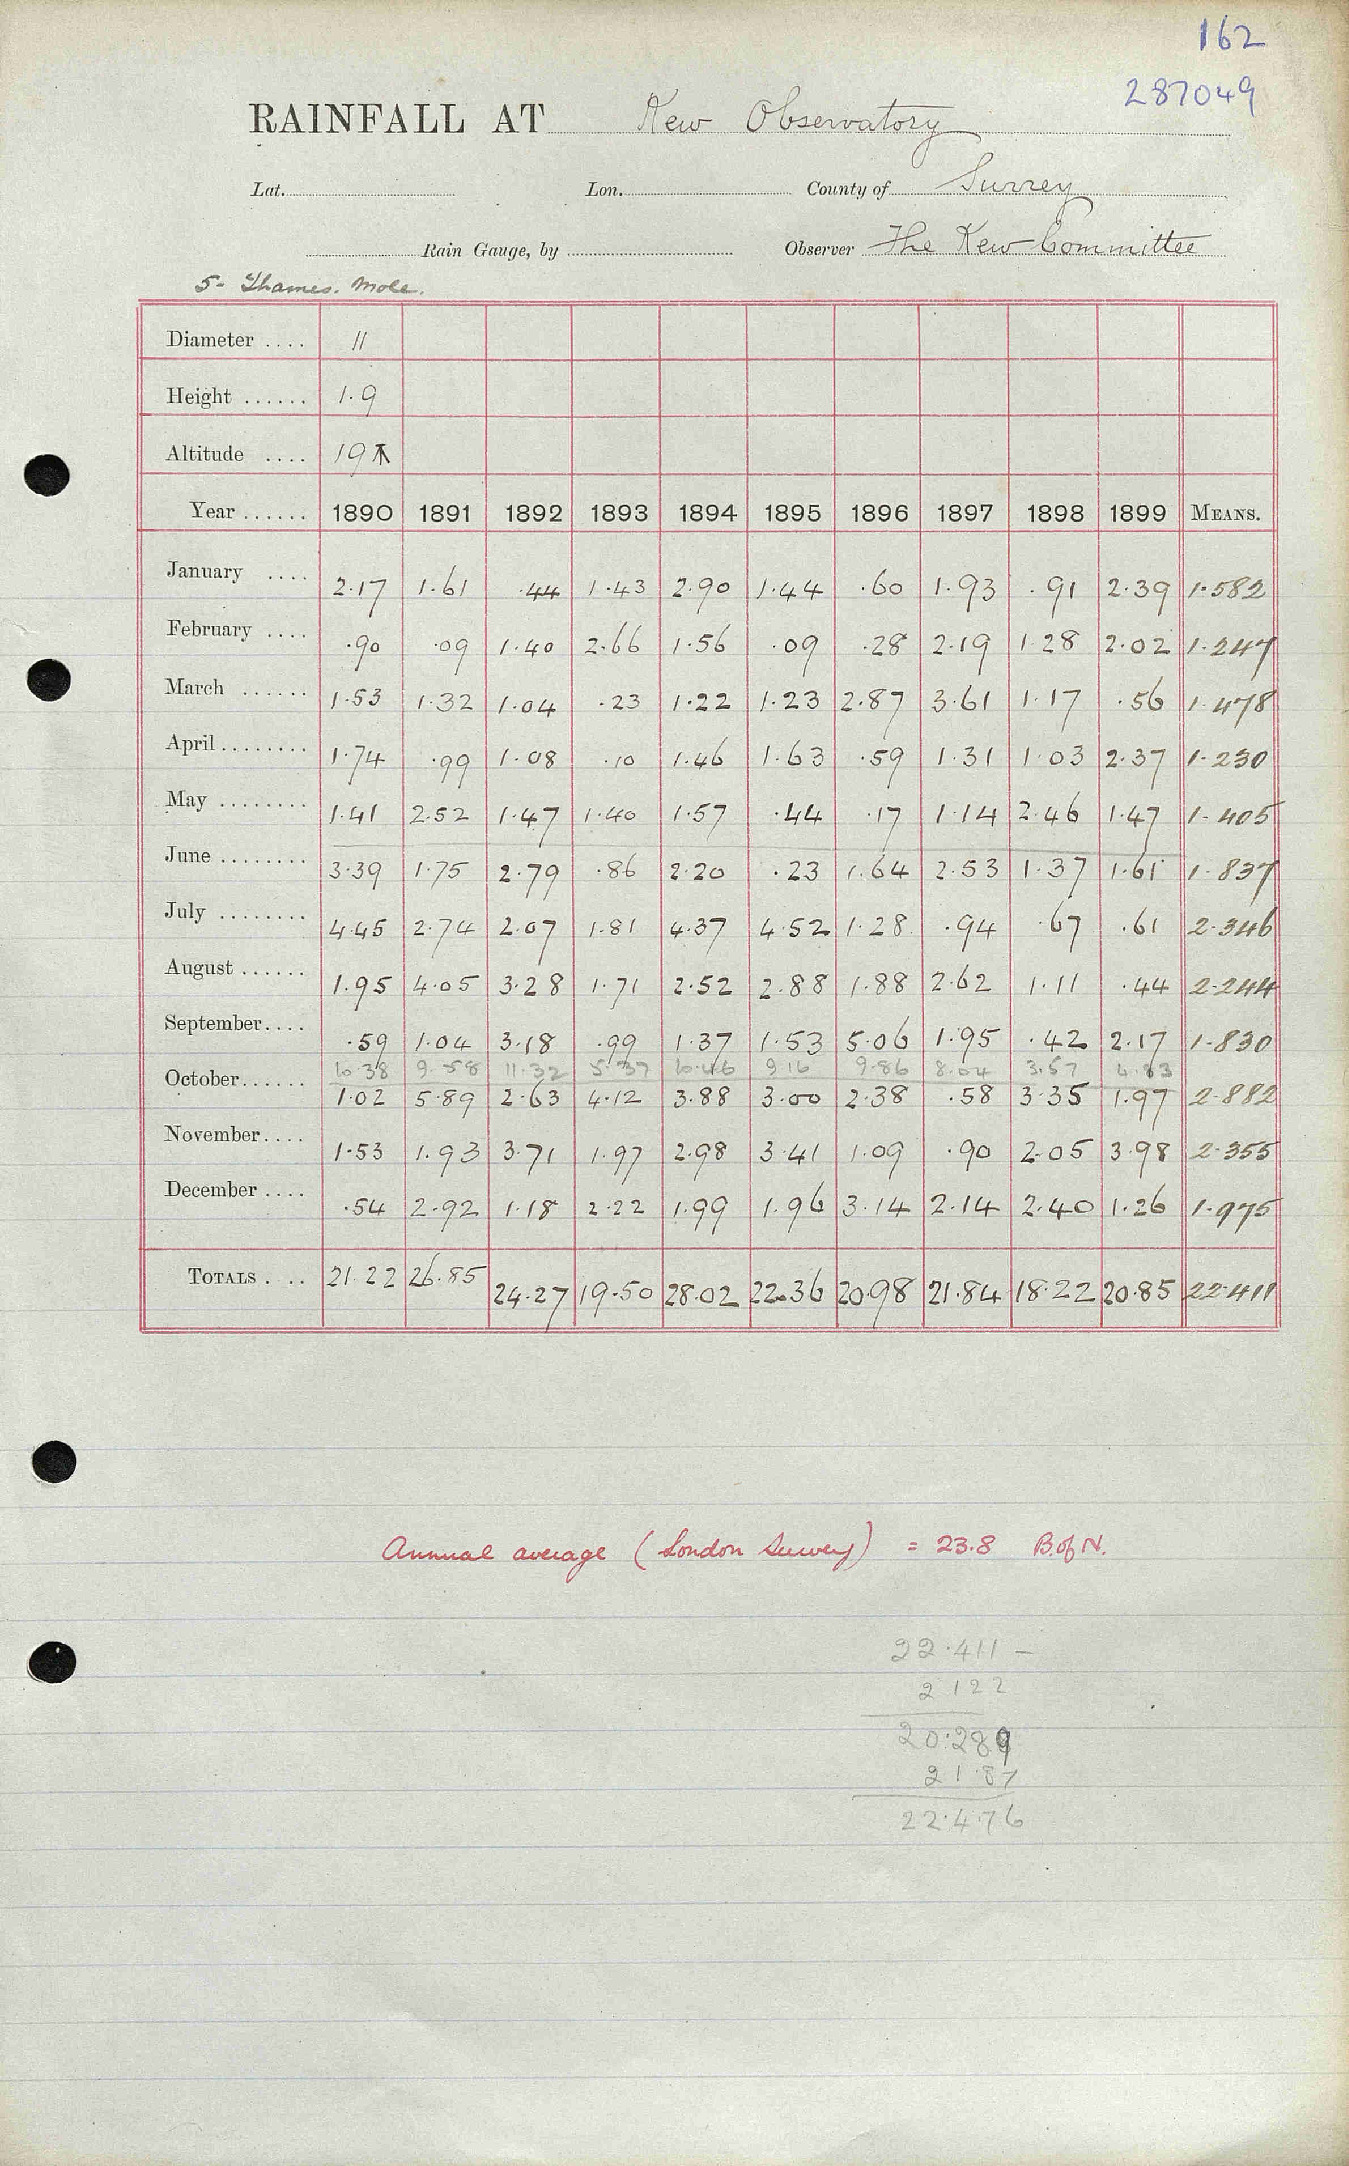 162
287049
RAINFALL AT Kew Observatory
Lat. Lon. County of Surrey
Rain Gauge, by Observer The Kew Committee
5- Thames. Mole.
Diameter .... 11
Height ...... 1.9
Altitude .... 19
Year ...... 1890 1891 1892 1893 1894 1895 1896 1897 1898 1899 MEANS.
January .... 2.17 1.61 .44 1.43 2.90 1.44 .60 1.93 .91 2.39 1.582
February .... .90 .09 1.40 2.66 1.56 .09 .28 2.19 1.28 2.02 1.247
March ...... 1.53 1.32 1.04 .23 1.22 1.23 2.87 3.61 1.17 .56 1.478
April ........ 1.74 .99 1.08 .10 1.46 1.63 .59 1.31 1.03 2.37 1.230
May ........ 1.41 2.52 1.47 1.40 1.57 .44 .17 1.14 2.46 1.47 1.405
June ........ 3.39 1.75 2.79 .86 2.20 .23 1.64 2.53 1.37 1.61 1.837
July ........ 4.45 2.74 2.07 1.81 4.37 4.52 1.28 .94 .67 .61 2.346
August ...... 1.95 4.05 3.28 1.71 2.52 2.88 1.88 2.62 1.11 .44 2.244
September.... .59 1.04 3.18 .99 1.37 1.53 5.06 1.95 .42 2.17 1.830
10.38 9.58 11.32 5.37 10.46 9.16 9.86 8.04 3.57 4.83
October...... 1.02 5.89 2.63 4.12 3.88 3.00 2.38 .58 3.35 1.97 2.882
November.... 1.53 1.93 3.71 1.97 2.98 3.41 1.09 .90 2.05 3.98 2.355
December .... .54 2.92 1.18 2.22 1.99 1.96 3.14 2.14 2.40 1.26 1.975
TOTALS . .. 21.22 26.85 24.27 19.50 28.02 22.36 20.98 21.84 18.22 20.85 22.411
Annual average (London Survey) = 23.8 B.of N.
22.411 –
2 122
20.289
21.87
22.476